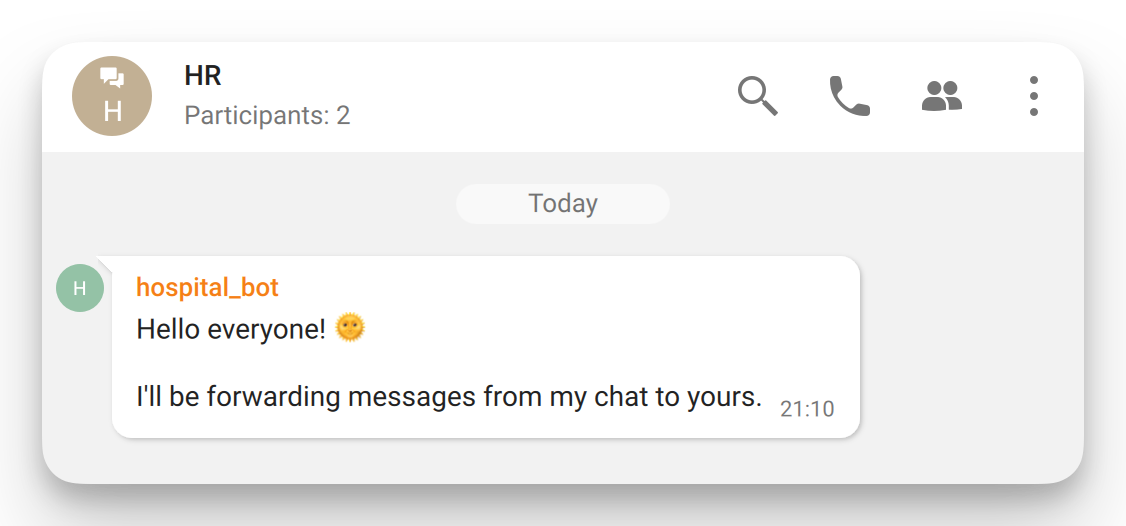 H
HR
Participants: 2
Today
H
hospital_bot
Hello everyone! 🌞
I'll be forwarding messages from my chat to yours.
21:10